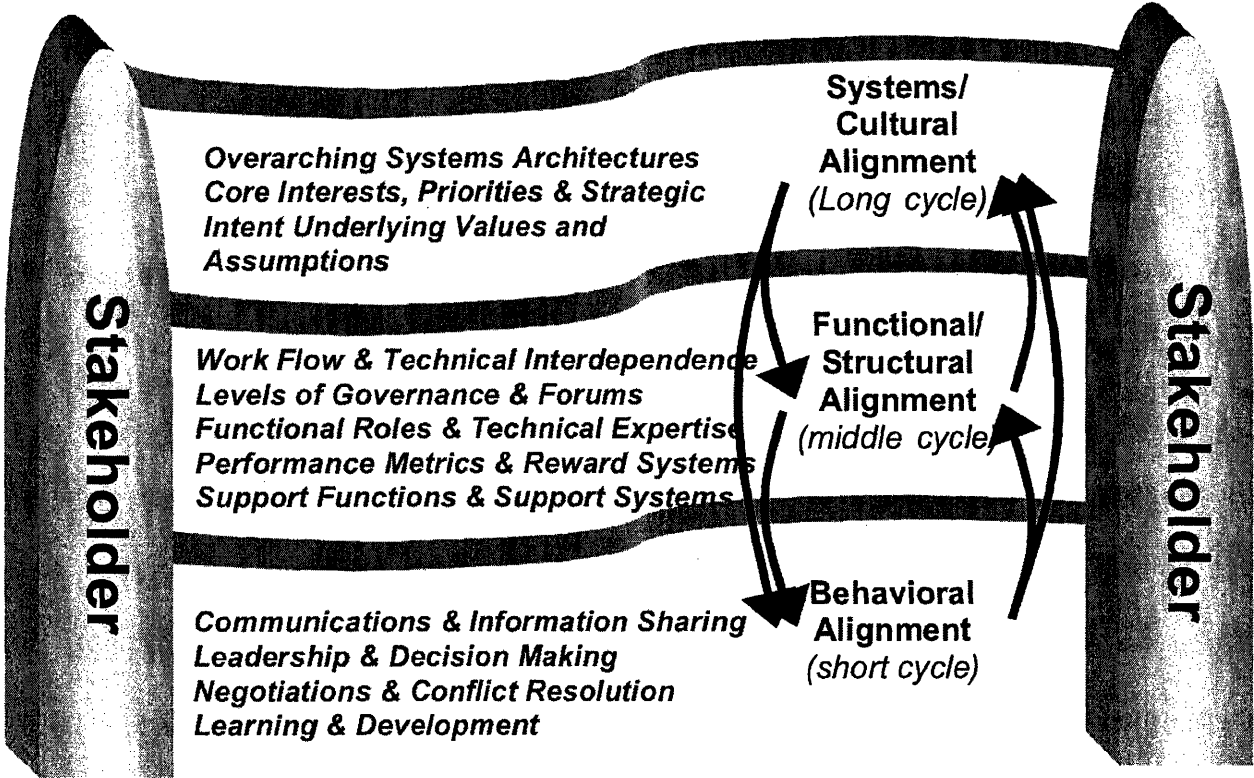 Stakeholder
Overarching Systems Architectures
Core Interests, Priorities & Strategic
Intent Underlying Values and
Assumptions
Systems/
Cultural
Alignment
(Long cycle)
Work Flow & Technical Interdependence
Levels of Governance & Forums
Functional Roles & Technical Expertise
Performance Metrics & Reward Systems
Support Functions & Support Systems
Functional/
Structural
Alignment
(middle cycle)
Communications & Information Sharing
Leadership & Decision Making
Negotiations & Conflict Resolution
Learning & Development
Behavioral
Alignment
(short cycle)
Stakeholder